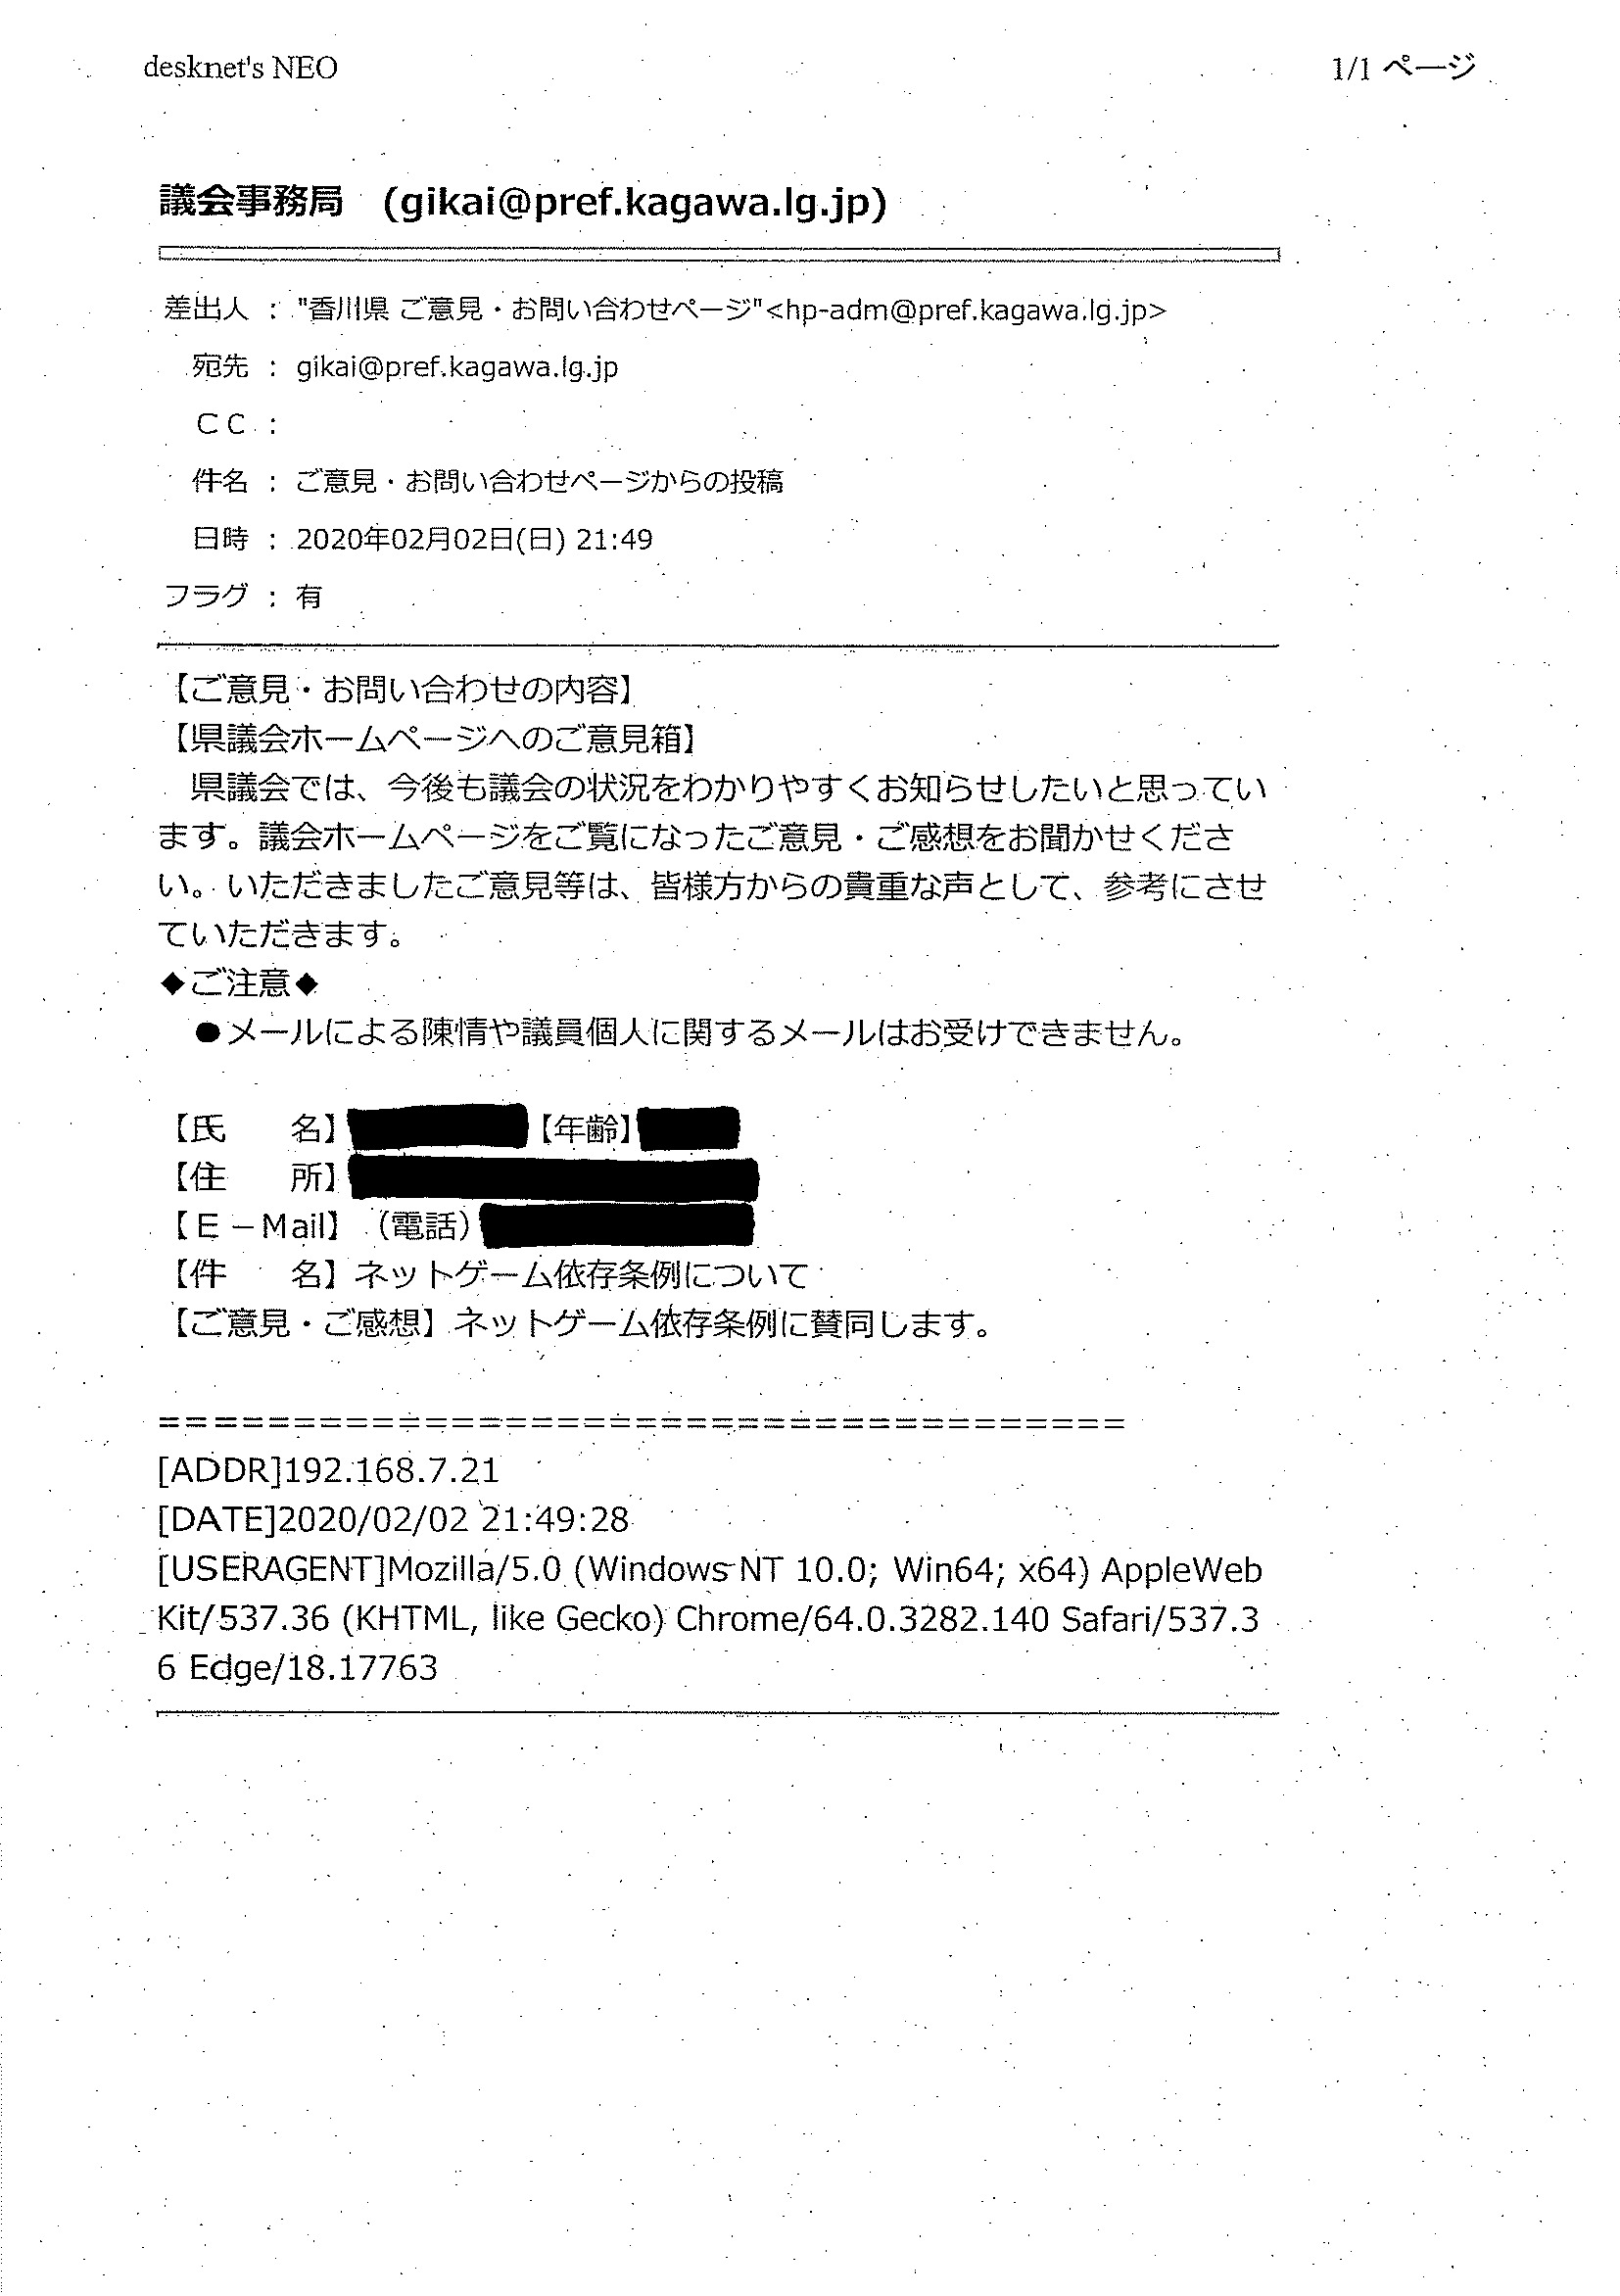 desknet's NEO
1/1 ページ
議会事務局 (gikai@pref.kagawa.lg.jp)
差出人 : "香川県 ご意見・お問い合わせページ"<hp-adm@pref.kagawa.lg.jp>
宛先 : gikai@pref.kagawa.lg.jp
ＣＣ :
件名 : ご意見・お問い合わせページからの投稿
日時 : 2020年02月02日(日) 21:49
フラグ : 有
【ご意見・お問い合わせの内容】
【県議会ホームページへのご意見箱】
県議会では、今後も議会の状況をわかりやすくお知らせしたいと思ってい
ます。議会ホームページをご覧になったご意見・ご感想をお聞かせくださ
い。いただきましたご意見等は、皆様方からの貴重な声として、参考にさせ
ていただきます。
◆ご注意◆
●メールによる陳情や議員個人に関するメールはお受けできません。
【氏　　名】【年齢】
【住　　所】
【Ｅ－Mail】（電話）
【件　　名】ネットゲーム依存条例について
【ご意見・ご感想】ネットゲーム依存条例に賛同します。
=====================================
[ADDR]192.168.7.21
[DATE]2020/02/02 21:49:28
[USERAGENT]Mozilla/5.0 (Windows NT 10.0; Win64; x64) AppleWeb
Kit/537.36 (KHTML, like Gecko) Chrome/64.0.3282.140 Safari/537.3
6 Edge/18.17763